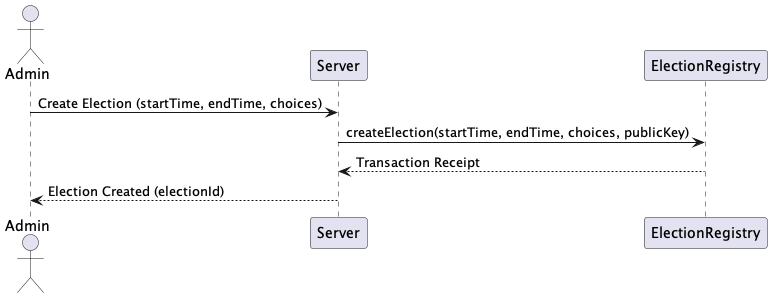 Admin
Server
ElectionRegistry
Create Election (startTime, endTime, choices)
createElection(startTime, endTime, choices, publicKey)
Transaction Receipt
Election Created (electionId)
Admin
Server
ElectionRegistry